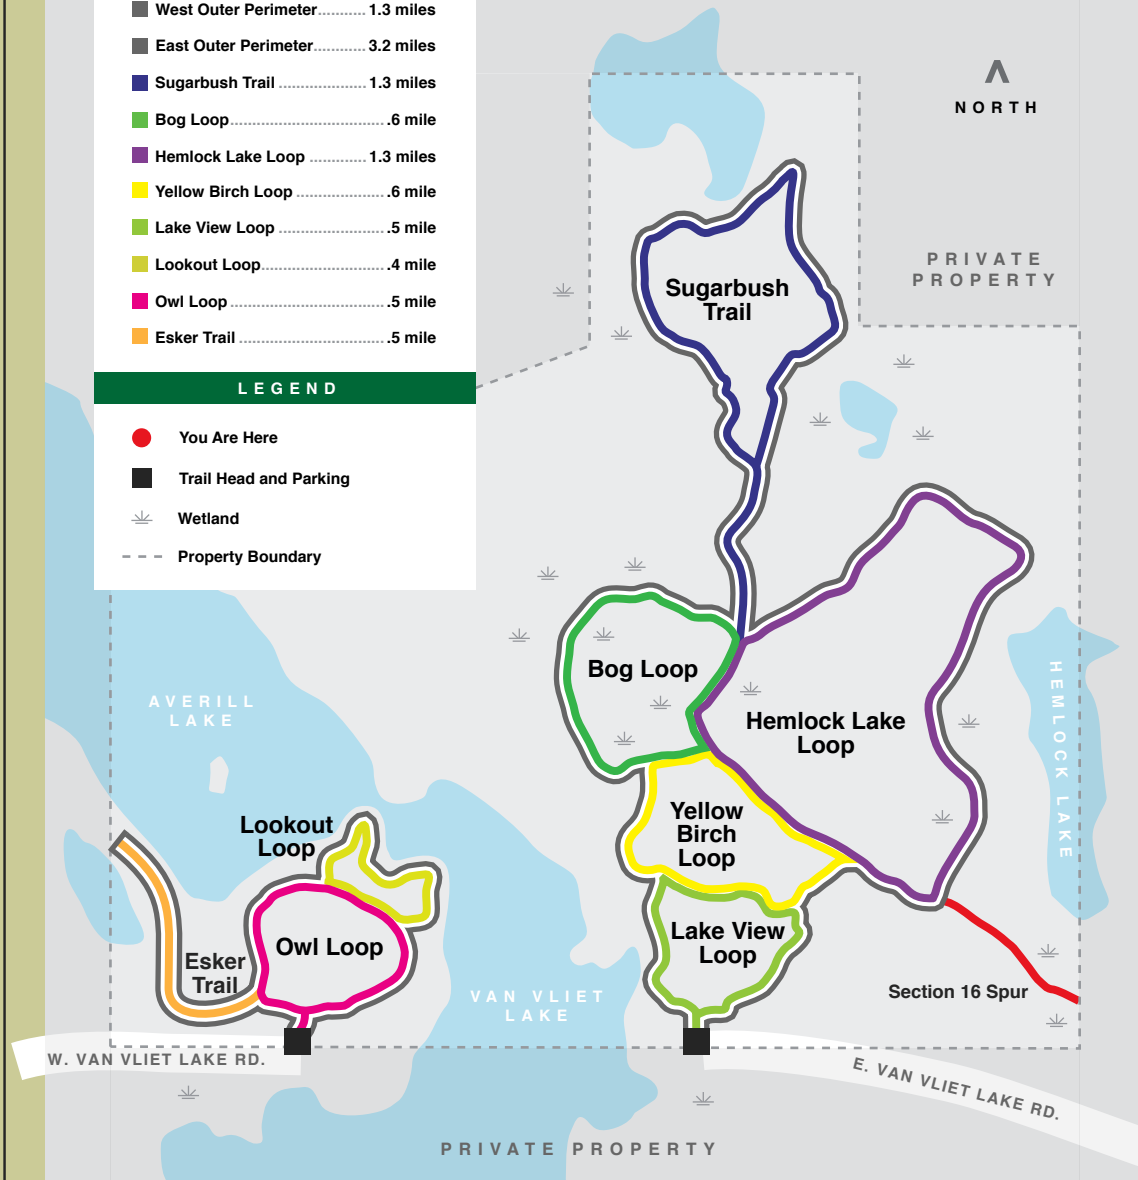 West Outer Perimeter............ 1.3 miles
East Outer Perimeter............. 3.2 miles
Sugarbush Trail ..................... 1.3 miles
Bog Loop..................................... .6 mile
Hemlock Lake Loop ............. 1.3 miles
Yellow Birch Loop ..................... .6 mile
Lake View Loop ......................... .5 mile
Lookout Loop............................. .4 mile
Owl Loop ..................................... .5 mile
Esker Trail ................................... .5 mile
LEGEND
You Are Here
Trail Head and Parking
Wetland
Property Boundary
NORTH
PRIVATE
PROPERTY
Sugarbush
Trail
Bog Loop
Hemlock Lake
Loop
HEMLOCK LAKE
AVERILL
LAKE
Yellow
Birch
Loop
Lookout
Loop
Owl Loop
Esker
Trail
Lake View
Loop
VAN VLIET
LAKE
Section 16 Spur
W. VAN VLIET LAKE RD.
E. VAN VLIET LAKE RD.
PRIVATE PROPERTY